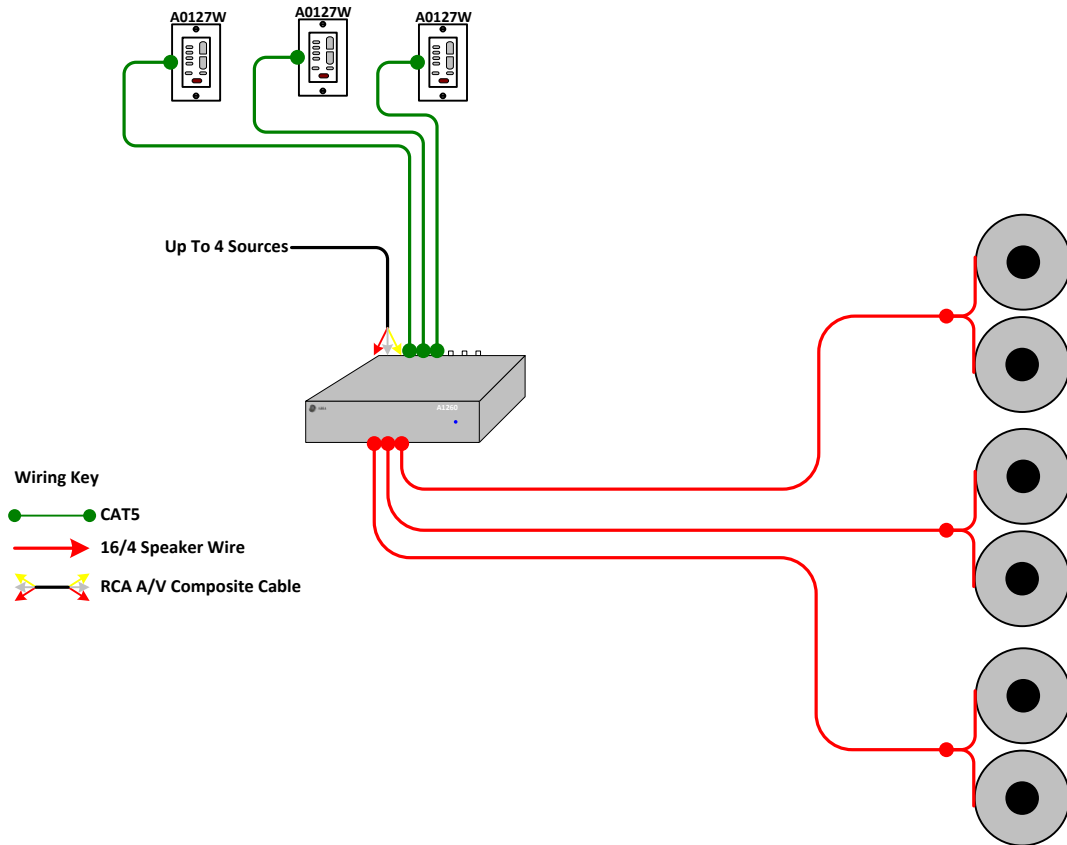 A0127W
A0127W
A0127W
Up To 4 Sources
A1260
Wiring Key
CAT5
16/4 Speaker Wire
RCA A/V Composite Cable